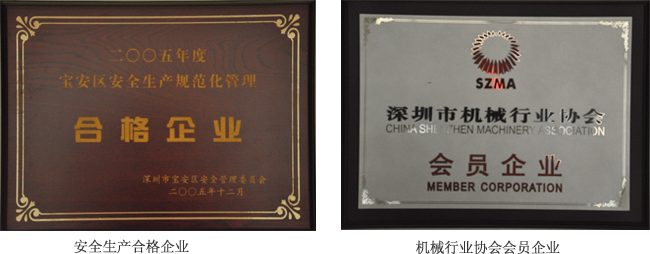 二〇〇五年度
宝安区安全生产规范化管理
合格企业
深圳市宝安区安全管理委员会
二〇〇五年十二月
安全生产合格企业
SZMA
深圳市机械行业协会
CHINA SHENZHEN MACHINERY ASSOCIATION
会员企业
MEMBER CORPORATION
机械行业协会会员企业